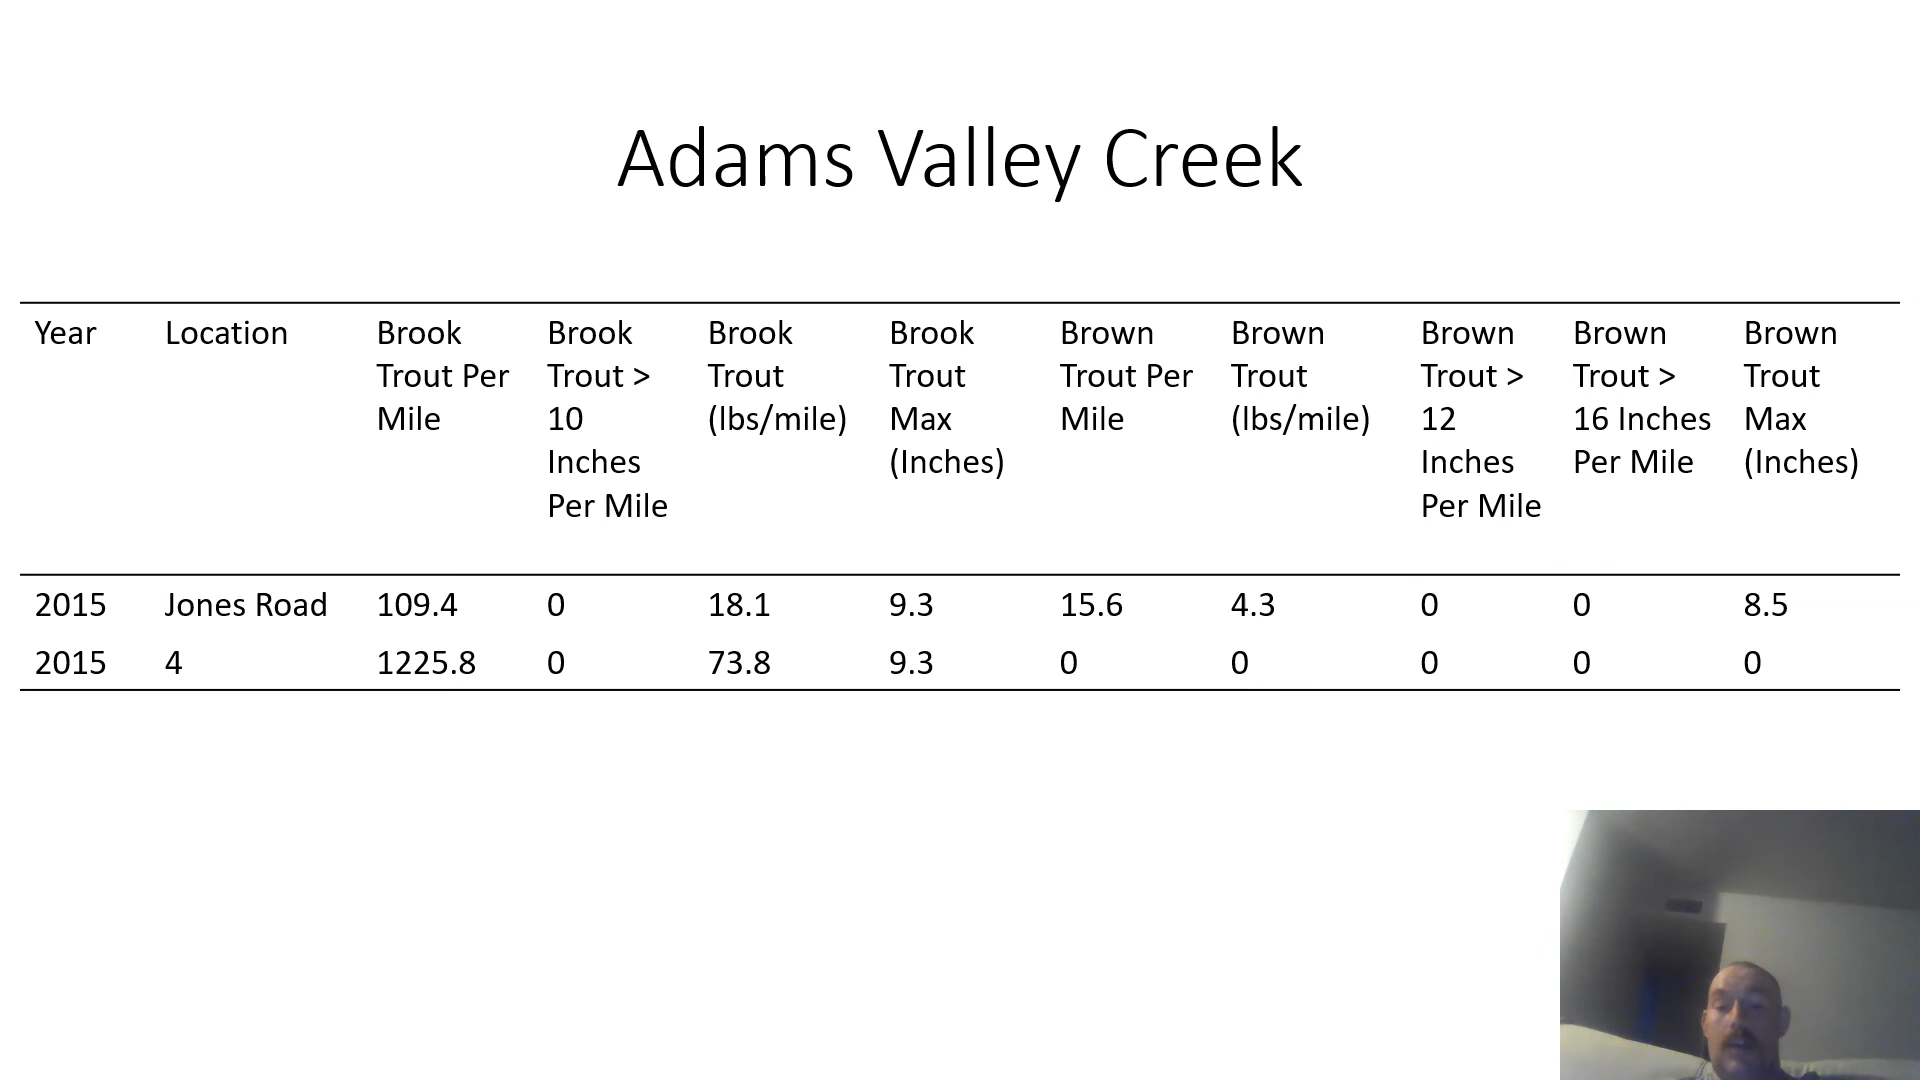 Adams Valley Creek
Year Location Brook Trout Per Mile Brook Trout > 10 Inches Per Mile Brook Trout (lbs/mile) Brook Trout Max (Inches) Brown Trout Per Mile Brown Trout (lbs/mile) Brown Trout > 12 Inches Per Mile Brown Trout > 16 Inches Per Mile Brown Trout Max (Inches)
2015 Jones Road 109.4 0 18.1 9.3 15.6 4.3 0 0 8.5
2015 4 1225.8 0 73.8 9.3 0 0 0 0 0